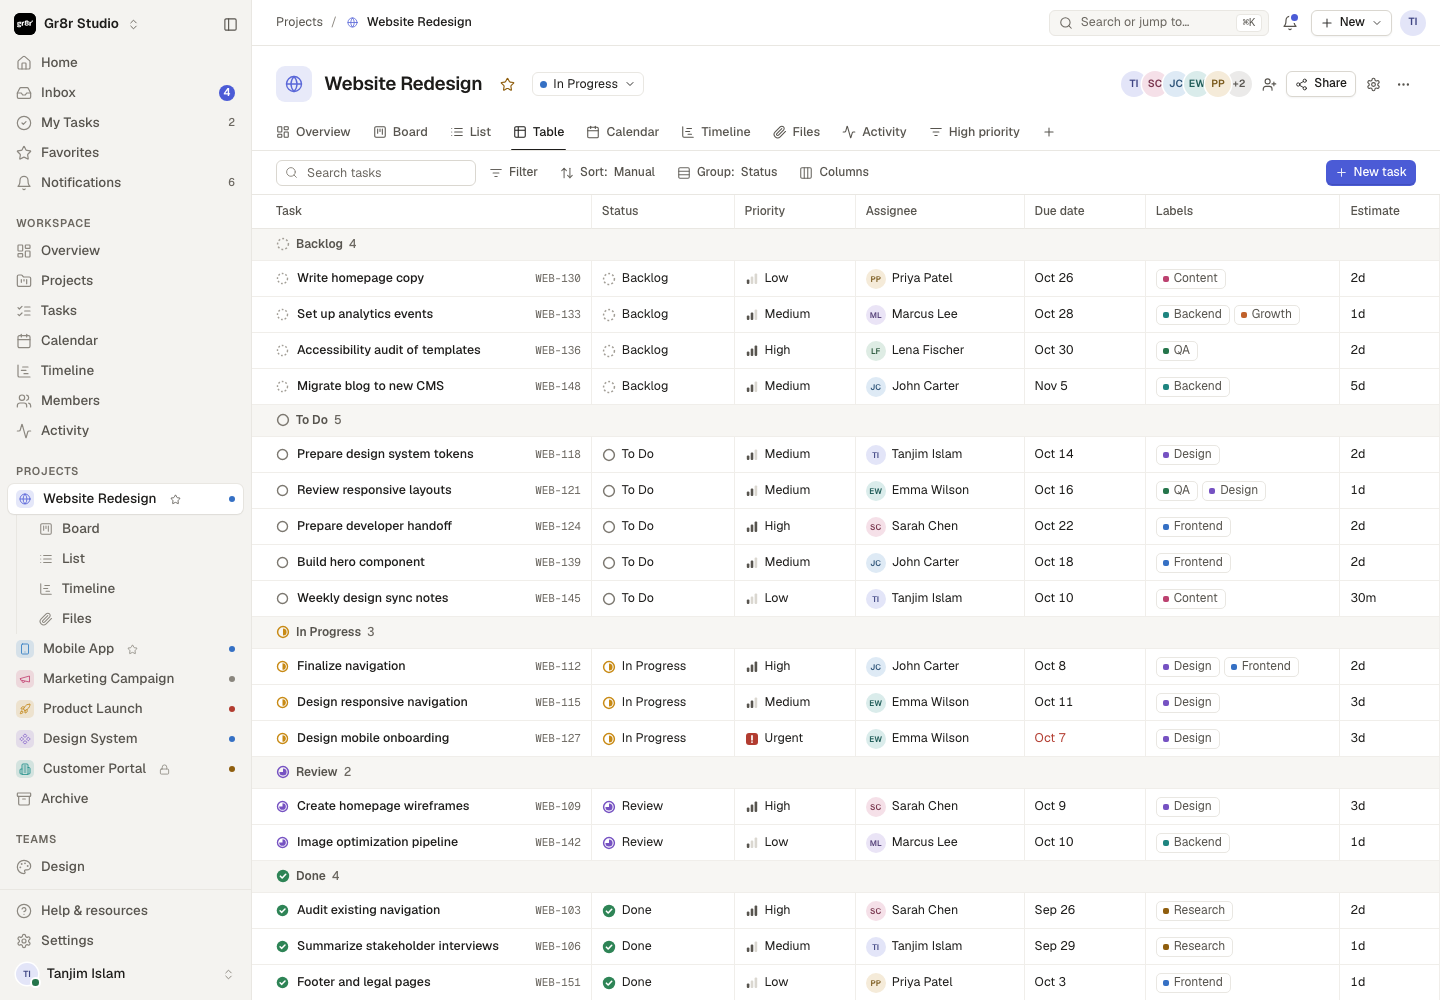 gr8r Gr8r Studio
Home
Inbox 4
My Tasks 2
Favorites
Notifications 6
WORKSPACE
Overview
Projects
Tasks
Calendar
Timeline
Members
Activity
PROJECTS
Website Redesign
Board
List
Timeline
Files
Mobile App
Marketing Campaign
Product Launch
Design System
Customer Portal
Archive
TEAMS
Design
Help & resources
Settings
TI Tanjim Islam
Projects / Website Redesign
Search or jump to... ⌘K
New
TI
Website Redesign
In Progress
TI SC JC EW PP +2
Share
Overview Board List Table Calendar Timeline Files Activity High priority
Search tasks Filter Sort: Manual Group: Status Columns
New task
Task Status Priority Assignee Due date Labels Estimate
Backlog 4
Write homepage copy WEB-130 Backlog Low PP Priya Patel Oct 26 Content 2d
Set up analytics events WEB-133 Backlog Medium ML Marcus Lee Oct 28 Backend Growth 1d
Accessibility audit of templates WEB-136 Backlog High LF Lena Fischer Oct 30 QA 2d
Migrate blog to new CMS WEB-148 Backlog Medium JC John Carter Nov 5 Backend 5d
To Do 5
Prepare design system tokens WEB-118 To Do Medium TI Tanjim Islam Oct 14 Design 2d
Review responsive layouts WEB-121 To Do Medium EW Emma Wilson Oct 16 QA Design 1d
Prepare developer handoff WEB-124 To Do High SC Sarah Chen Oct 22 Frontend 2d
Build hero component WEB-139 To Do Medium JC John Carter Oct 18 Frontend 2d
Weekly design sync notes WEB-145 To Do Low TI Tanjim Islam Oct 10 Content 30m
In Progress 3
Finalize navigation WEB-112 In Progress High JC John Carter Oct 8 Design Frontend 2d
Design responsive navigation WEB-115 In Progress Medium EW Emma Wilson Oct 11 Design 3d
Design mobile onboarding WEB-127 In Progress Urgent EW Emma Wilson Oct 7 Design 3d
Review 2
Create homepage wireframes WEB-109 Review High SC Sarah Chen Oct 9 Design 3d
Image optimization pipeline WEB-142 Review Low ML Marcus Lee Oct 10 Backend 1d
Done 4
Audit existing navigation WEB-103 Done High SC Sarah Chen Sep 26 Research 2d
Summarize stakeholder interviews WEB-106 Done Medium TI Tanjim Islam Sep 29 Research 1d
Footer and legal pages WEB-151 Done Low PP Priya Patel Oct 3 Frontend 1d